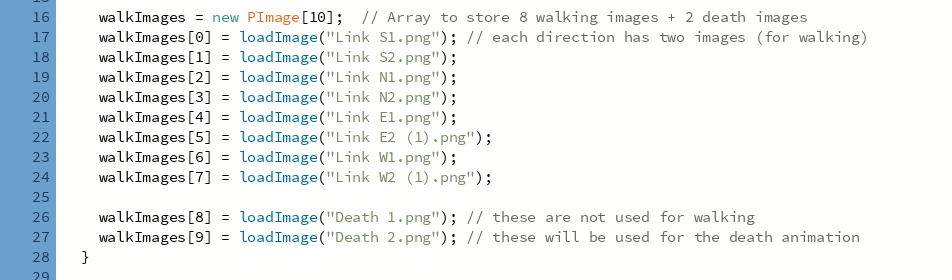 16 walkImages = new PImage[10];  // Array to store 8 walking images + 2 death images
17 walkImages[0] = loadImage("Link S1.png"); // each direction has two images (for walking)
18 walkImages[1] = loadImage("Link S2.png");
19 walkImages[2] = loadImage("Link N1.png");
20 walkImages[3] = loadImage("Link N2.png");
21 walkImages[4] = loadImage("Link E1.png");
22 walkImages[5] = loadImage("Link E2 (1).png");
23 walkImages[6] = loadImage("Link W1.png");
24 walkImages[7] = loadImage("Link W2 (1).png");
25
26 walkImages[8] = loadImage("Death 1.png"); // these are not used for walking
27 walkImages[9] = loadImage("Death 2.png"); // these will be used for the death animation
28 }
29